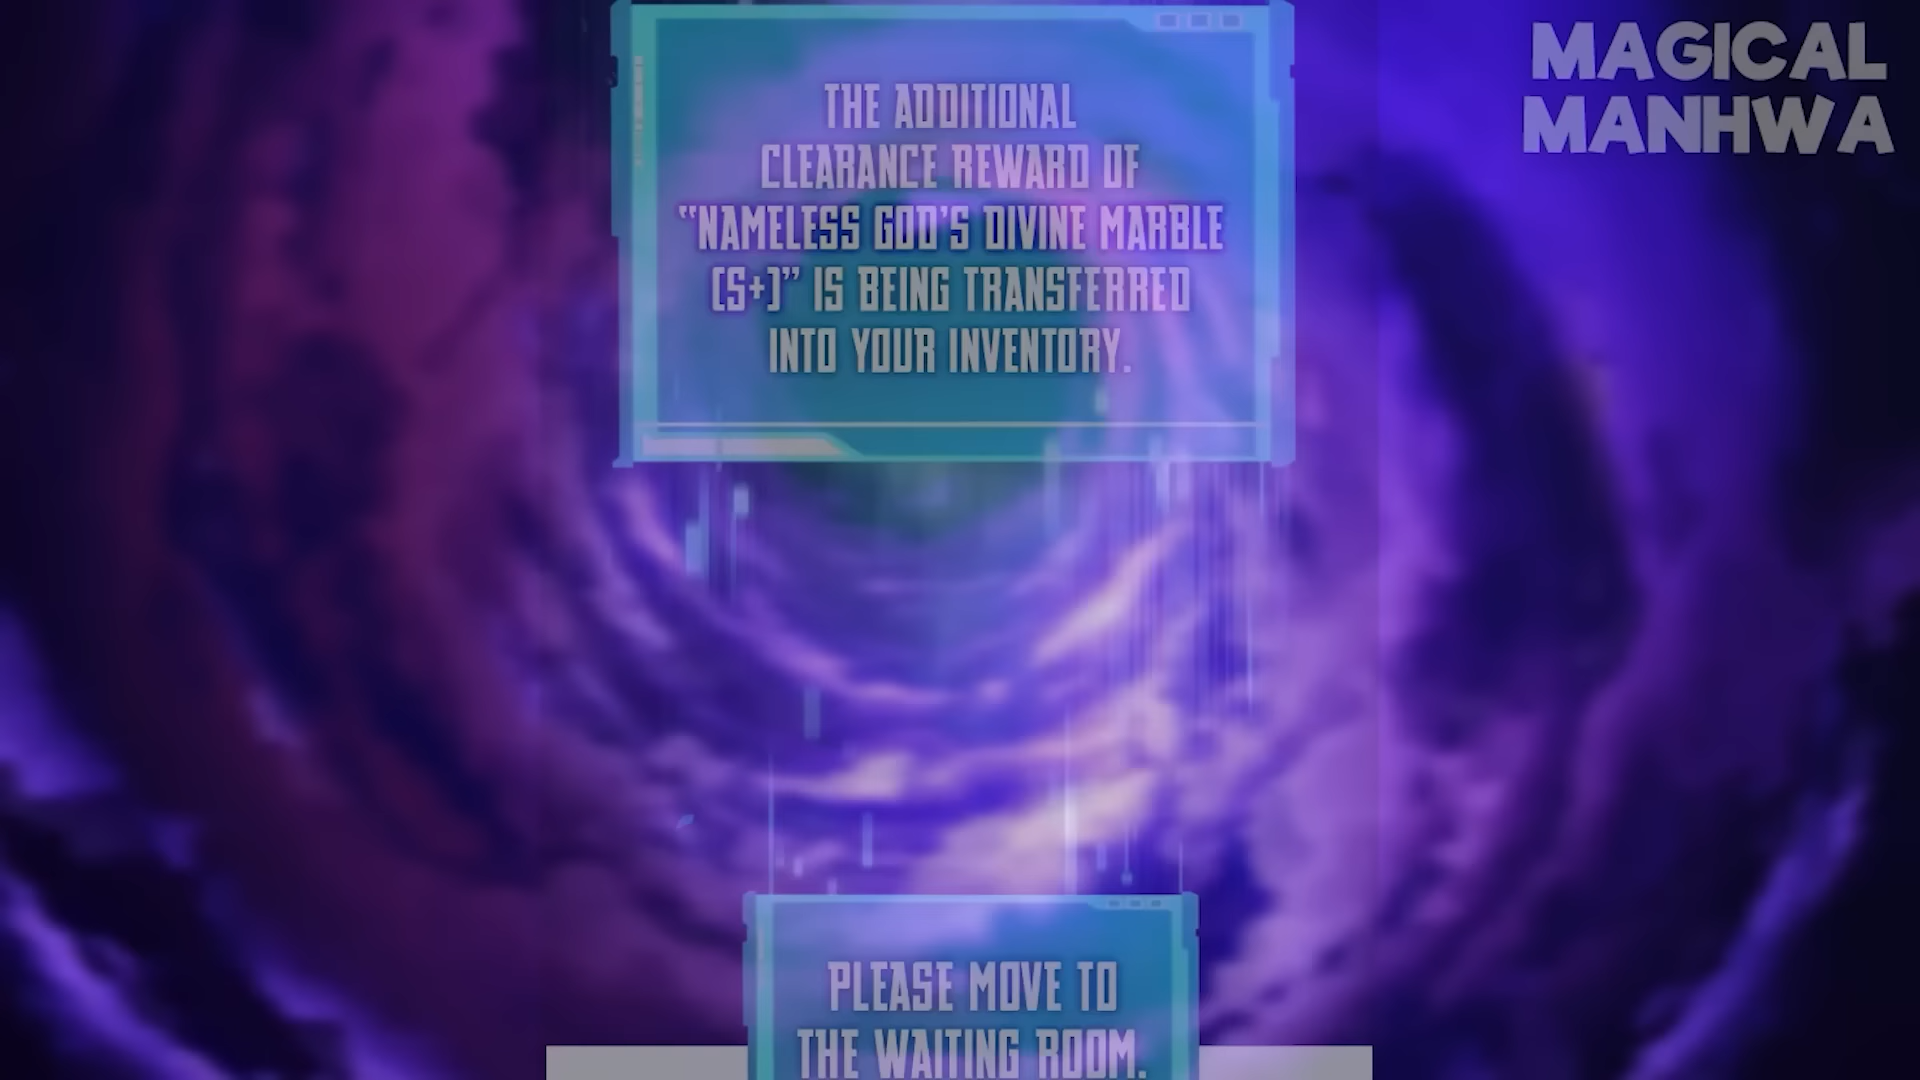 MAGICAL
MANHWA
THE ADDITIONAL
CLEARANCE REWARD OF
“NAMELESS GOD’S DIVINE MARBLE
(S+)” IS BEING TRANSFERRED
INTO YOUR INVENTORY.
PLEASE MOVE TO
THE WAITING ROOM.